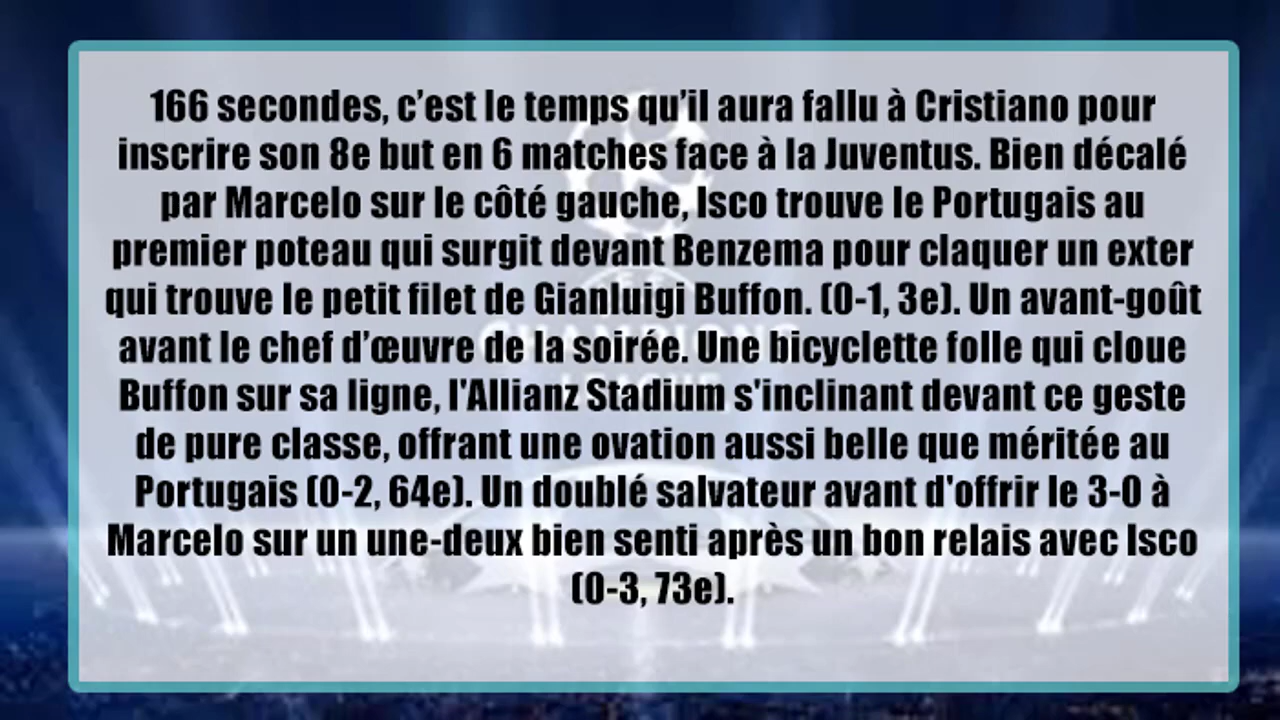 166 secondes, c’est le temps qu’il aura fallu à Cristiano pour
inscrire son 8e but en 6 matches face à la Juventus. Bien décalé
par Marcelo sur le côté gauche, Isco trouve le Portugais au
premier poteau qui surgit devant Benzema pour claquer un exter
qui trouve le petit filet de Gianluigi Buffon. (0-1, 3e). Un avant-goût
avant le chef d’œuvre de la soirée. Une bicyclette folle qui cloue
Buffon sur sa ligne, l'Allianz Stadium s'inclinant devant ce geste
de pure classe, offrant une ovation aussi belle que méritée au
Portugais (0-2, 64e). Un doublé salvateur avant d'offrir le 3-0 à
Marcelo sur un une-deux bien senti après un bon relais avec Isco
(0-3, 73e).
CHAMPIONS
LEAGUE